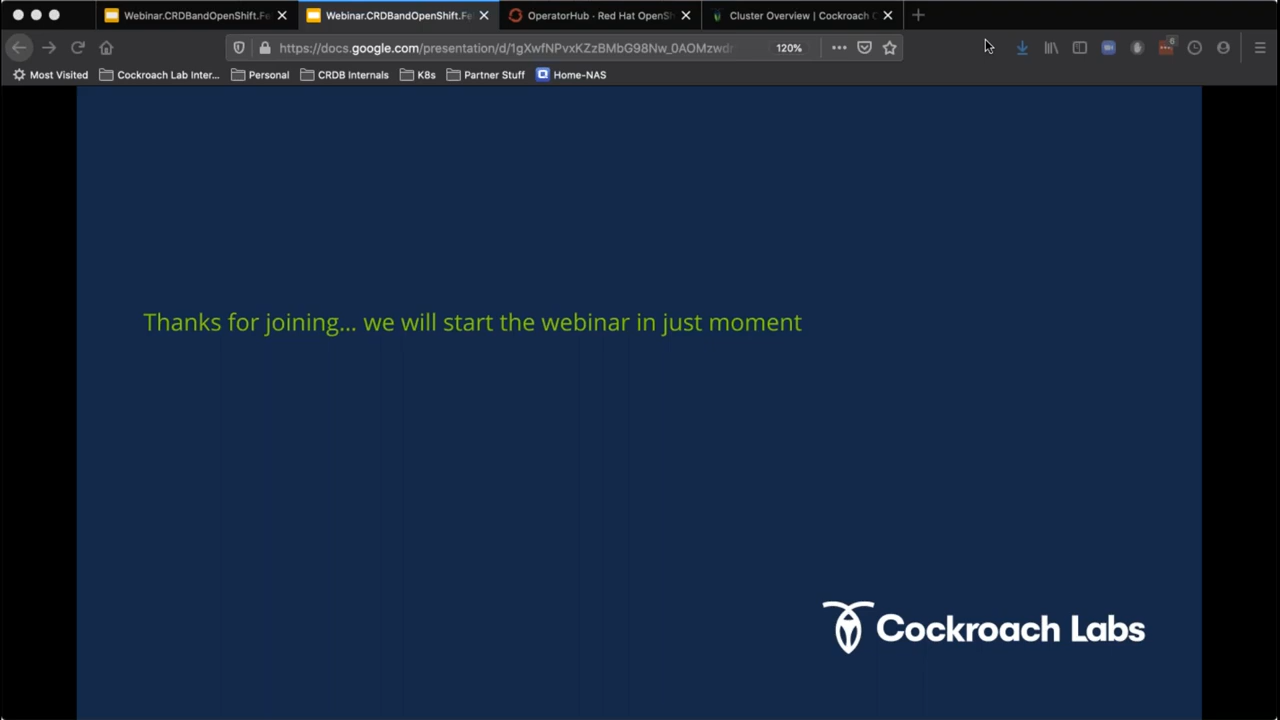 Webinar.CRDBandOpenShift.Fe
Webinar.CRDBandOpenShift.Fe
OperatorHub · Red Hat OpenSh
Cluster Overview | Cockroach C
https://docs.google.com/presentation/d/1gXwfNPvxKZzBMbG98Nw_0AOMzwdr
120%
6
Most Visited
Cockroach Lab Inter...
Personal
CRDB Internals
K8s
Partner Stuff
Home-NAS
Thanks for joining... we will start the webinar in just moment
Cockroach Labs